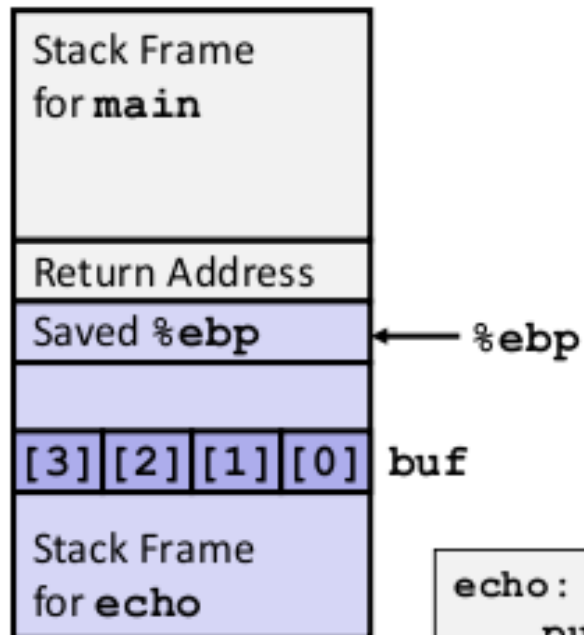 Stack Frame
for main
Return Address
Saved %ebp
%ebp
[3] [2] [1] [0] buf
Stack Frame
for echo
echo: